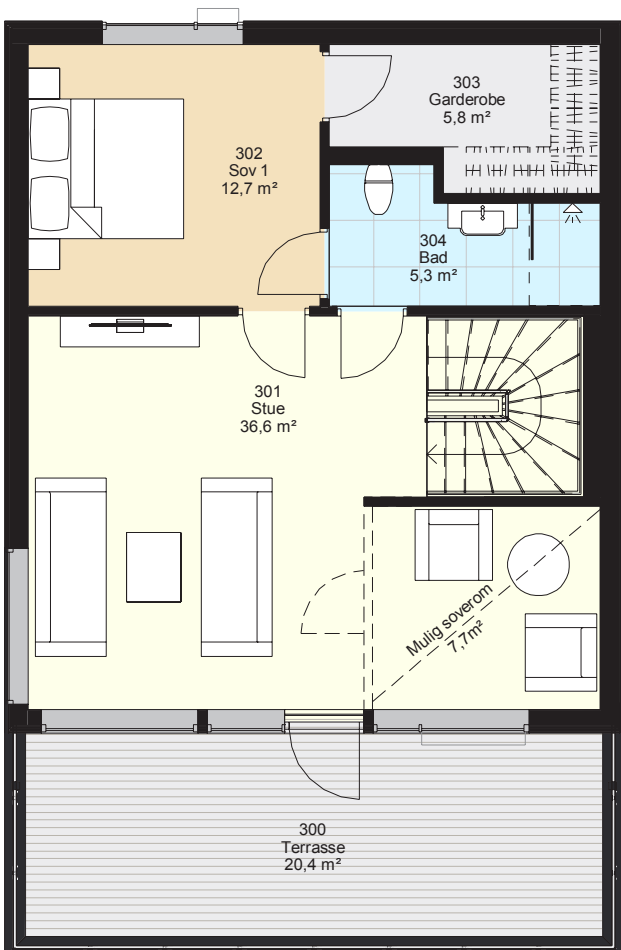 303
Garderobe
5,8 m²
302
Sov 1
12,7 m²
304
Bad
5,3 m²
301
Stue
36,6 m²
Mulig soverom
7,7m²
300
Terrasse
20,4 m²